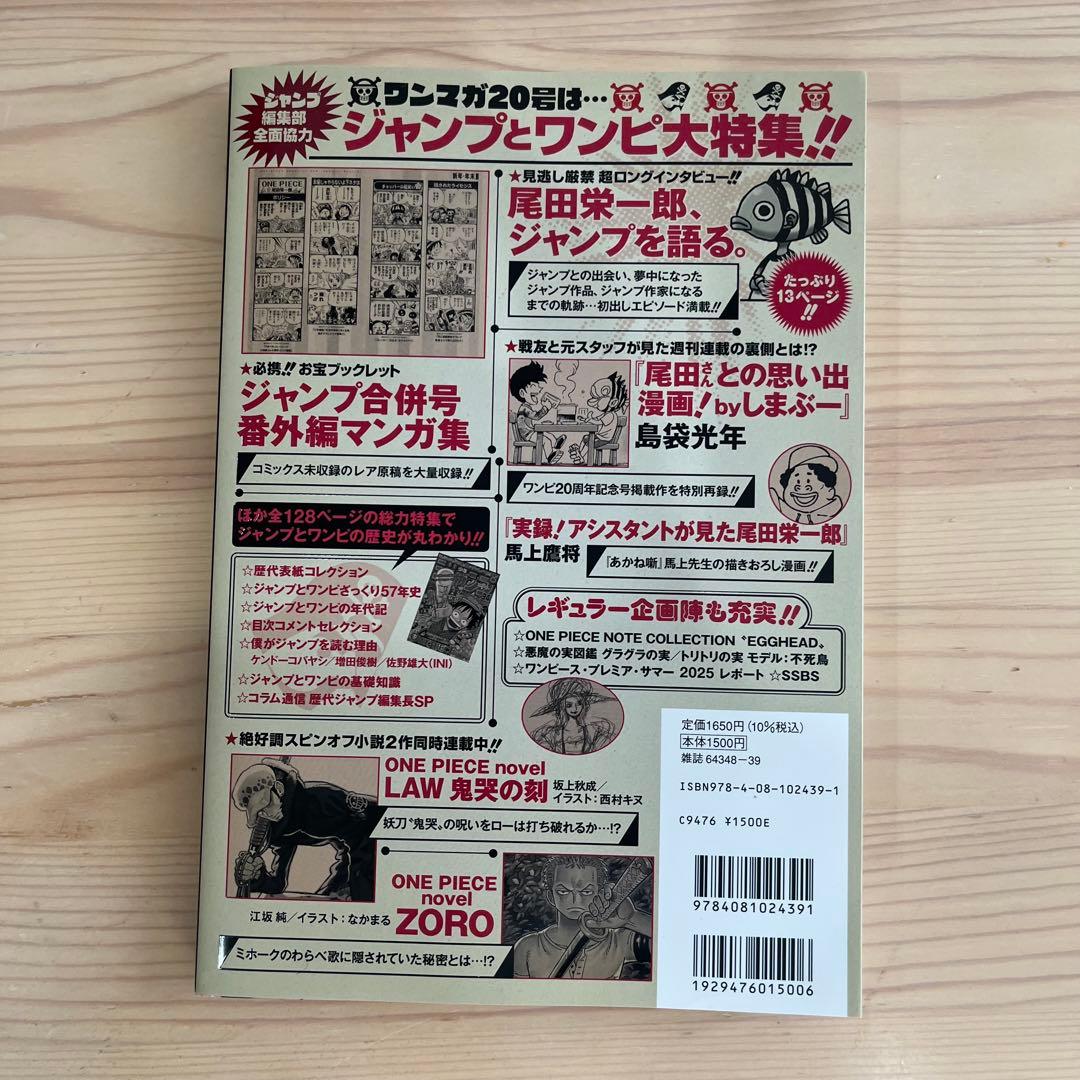 ジャンプ
編集部
全面協力
ワンマガ20号は…
ジャンプとワンピ大特集!!
新年・年末篇
ONE PIECE
尾田栄一郎
ポリシー
★見逃し厳禁 超ロングインタビュー!!
尾田栄一郎、
ジャンプを語る。
ジャンプとの出会い、夢中になった
ジャンプ作品、ジャンプ作家になる
までの軌跡…初出しエピソード満載!!
たっぷり
13ページ
!!
★必携!! お宝ブックレット
ジャンプ合併号
番外編マンガ集
コミックス未収録のレア原稿を大量収録!!
★戦友と元スタッフが見た週刊連載の裏側とは!?
『尾田さんとの思い出
漫画!byしまぶー』
島袋光年
ワンピ20周年記念号掲載作を特別再録!!
『実録!アシスタントが見た尾田栄一郎』
馬上鷹将
『あかね噺』馬上先生の描きおろし漫画!!
ほか全128ページの総力特集で
ジャンプとワンピの歴史が丸わかり!!
☆歴代表紙コレクション
☆ジャンプとワンピざっくり57年史
☆ジャンプとワンピの年代記
☆目次コメントセレクション
☆僕がジャンプを読む理由
ケンドーコバヤシ/増田俊樹/佐野雄大(INI)
☆ジャンプとワンピの基礎知識
☆コラム通信 歴代ジャンプ編集長SP
レギュラー企画陣も充実!!
☆ONE PIECE NOTE COLLECTION〝EGGHEAD〟
☆悪魔の実図鑑 グラグラの実/トリトリの実 モデル:不死鳥
☆ワンピース・プレミア・サマー 2025 レポート ☆SSBS
★絶好調スピンオフ小説2作同時連載中!!
ONE PIECE novel
LAW 鬼哭の刻
坂上秋成/
イラスト:西村キヌ
妖刀〝鬼哭〟の呪いをローは打ち破れるか…!?
ONE PIECE
novel
ZORO
江坂 純/イラスト:なかまる
ミホークのわらべ歌に隠されていた秘密とは…!?
定価1650円(10%税込)
本体1500円
雑誌 64348-39
ISBN978-4-08-102439-1
C9476 ¥1500E
9784081024391
1929476015006